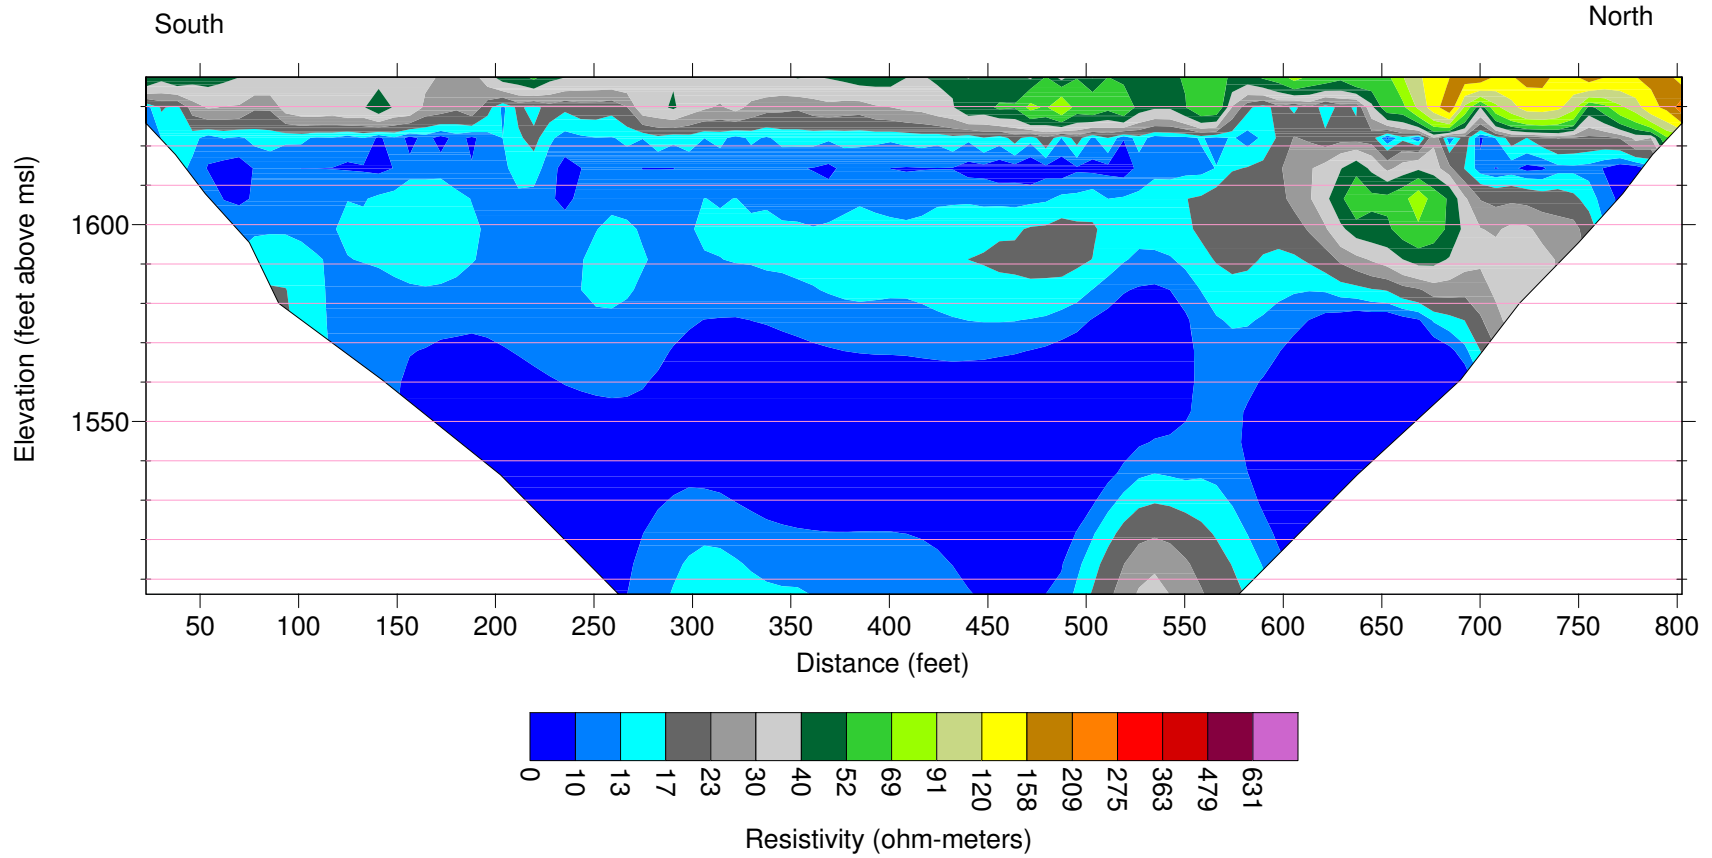 South North
Elevation (feet above msl)
1600
1550
50 100 150 200 250 300 350 400 450 500 550 600 650 700 750 800
Distance (feet)
0 10 13 17 23 30 40 52 69 91 120 158 209 275 363 479 631
Resistivity (ohm-meters)